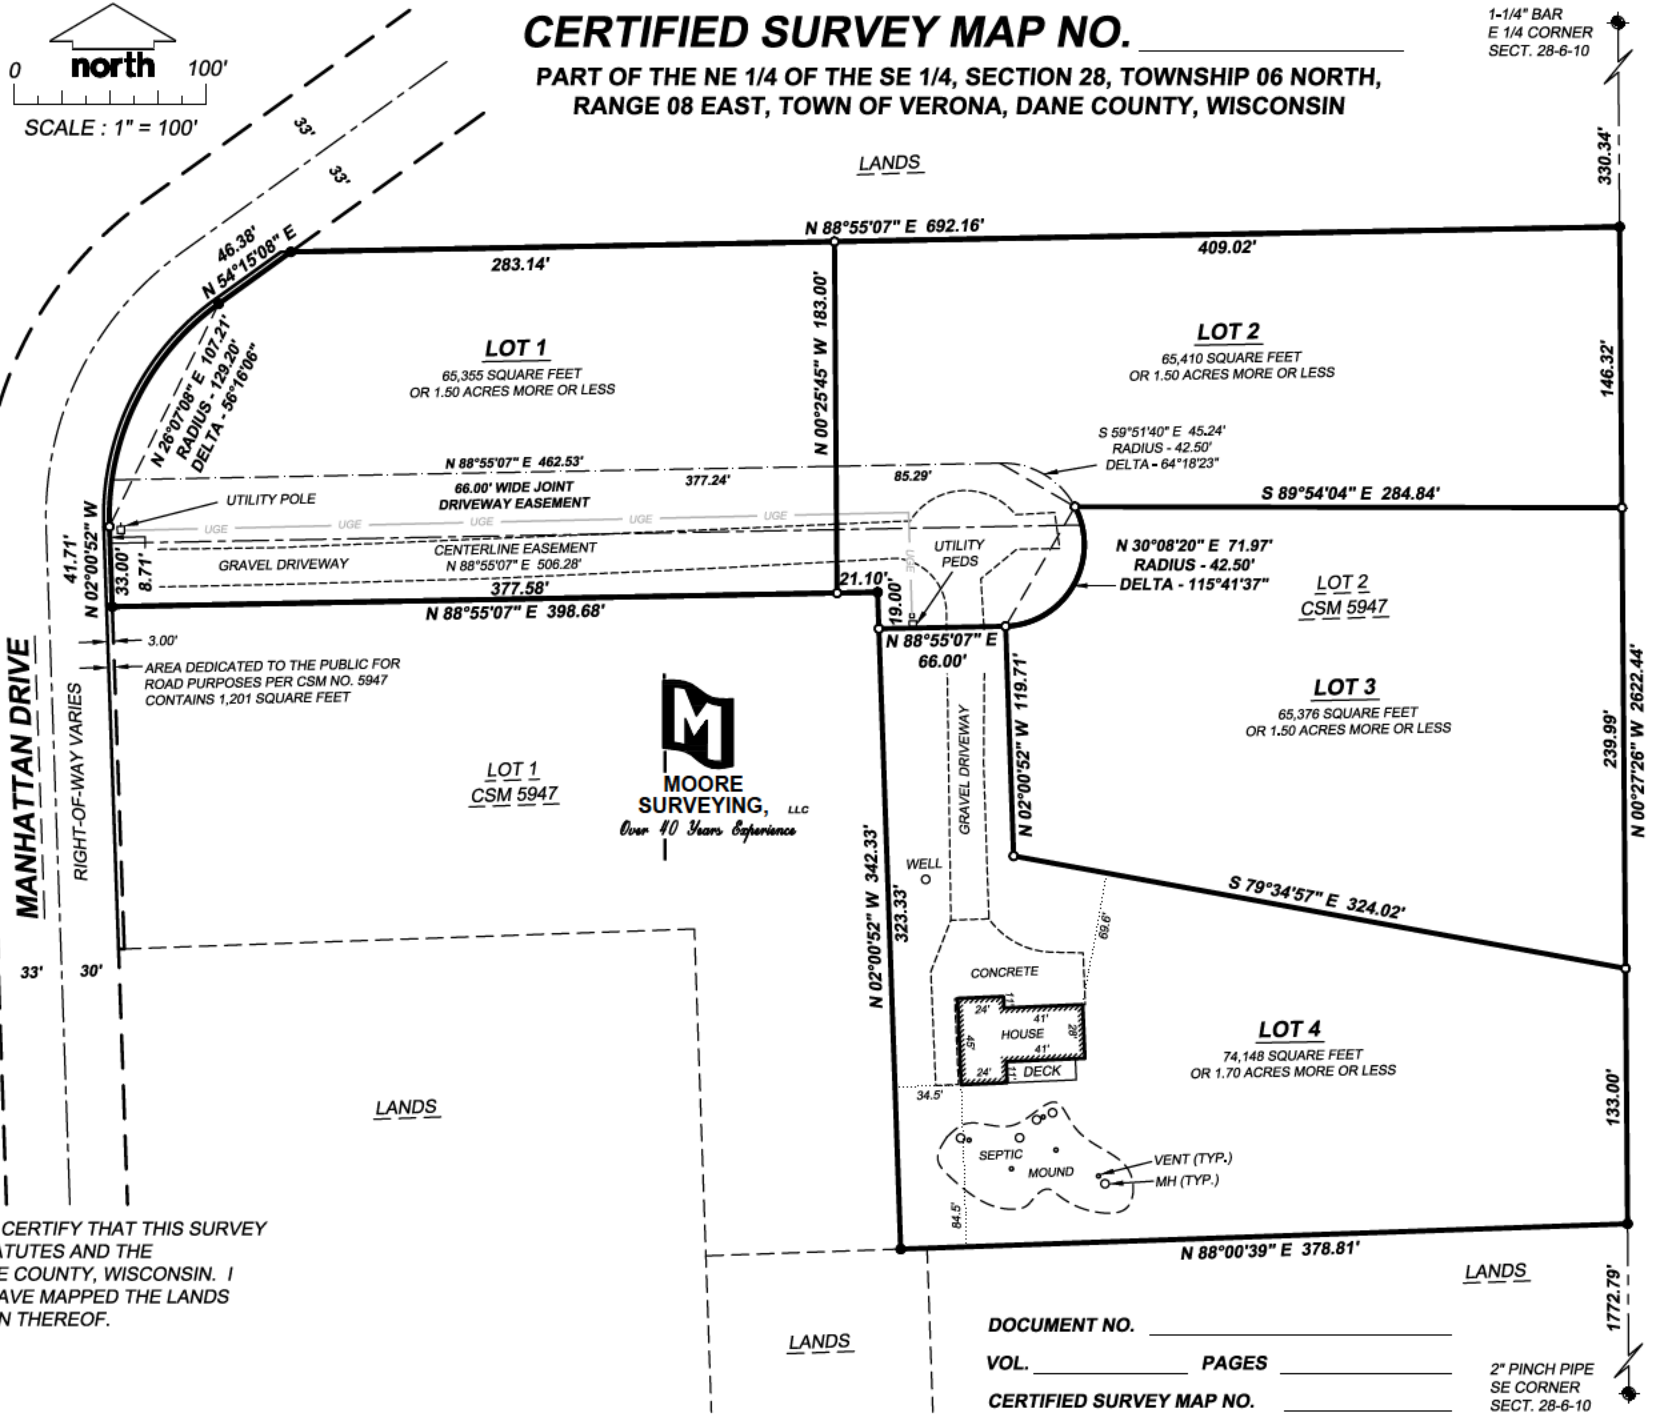 CERTIFIED SURVEY MAP NO.
PART OF THE NE 1/4 OF THE SE 1/4, SECTION 28, TOWNSHIP 06 NORTH,
RANGE 08 EAST, TOWN OF VERONA, DANE COUNTY, WISCONSIN
north
0 100'
SCALE : 1" = 100'
1-1/4" BAR
E 1/4 CORNER
SECT. 28-6-10
330.34'
33'
33'
LANDS
N 88°55'07" E 692.16'
283.14'
409.02'
46.38'
N 54°15'08" E
N 26°07'08" E 107.21'
RADIUS - 129.20'
DELTA - 56°16'06"
LOT 1
65,355 SQUARE FEET
OR 1.50 ACRES MORE OR LESS
N 00°25'45" W 183.00'
LOT 2
65,410 SQUARE FEET
OR 1.50 ACRES MORE OR LESS
146.32'
S 59°51'40" E 45.24'
RADIUS - 42.50'
DELTA - 64°18'23"
N 88°55'07" E 462.53'
377.24'
85.29'
66.00' WIDE JOINT
DRIVEWAY EASEMENT
UTILITY POLE
UGE UGE UGE UGE UGE
UGE
S 89°54'04" E 284.84'
41.71'
N 02°00'52" W
33.00'
8.71'
GRAVEL DRIVEWAY
CENTERLINE EASEMENT
N 88°55'07" E 506.28'
377.58'
N 88°55'07" E 398.68'
21.10'
19.00'
UTILITY
PEDS
N 88°55'07" E
66.00'
N 30°08'20" E 71.97'
RADIUS - 42.50'
DELTA - 115°41'37"
LOT 2
CSM 5947
3.00'
AREA DEDICATED TO THE PUBLIC FOR
ROAD PURPOSES PER CSM NO. 5947
CONTAINS 1,201 SQUARE FEET
MANHATTAN DRIVE
RIGHT-OF-WAY VARIES
33' 30'
LOT 1
CSM 5947
M
MOORE
SURVEYING, LLC
Over 40 Years Experience
GRAVEL DRIVEWAY
N 02°00'52" W 119.71'
LOT 3
65,376 SQUARE FEET
OR 1.50 ACRES MORE OR LESS
239.99'
N 00°27'26" W 2622.44'
S 79°34'57" E 324.02'
N 02°00'52" W 342.33'
323.33'
WELL
69.6'
CONCRETE
24'
11'
41'
HOUSE
45'
28'
41'
24'
11'
DECK
34.5'
LOT 4
74,148 SQUARE FEET
OR 1.70 ACRES MORE OR LESS
133.00'
SEPTIC
MOUND
VENT (TYP.)
MH (TYP.)
84.5'
N 88°00'39" E 378.81'
LANDS
LANDS
LANDS
1772.79'
CERTIFY THAT THIS SURVEY
ATUTES AND THE
E COUNTY, WISCONSIN. I
AVE MAPPED THE LANDS
N THEREOF.
DOCUMENT NO.
VOL. PAGES
CERTIFIED SURVEY MAP NO.
2" PINCH PIPE
SE CORNER
SECT. 28-6-10